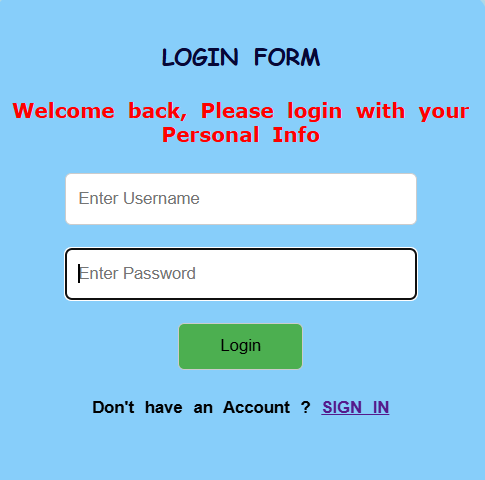 LOGIN FORM
Welcome back, Please login with your
Personal Info
Enter Username
Enter Password
Login
Don't have an Account ? SIGN IN